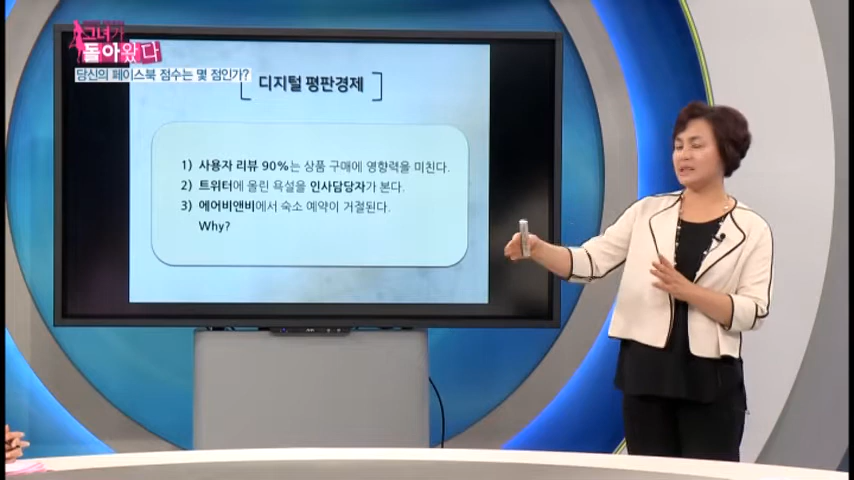 그녀가
돌아왔다
당신의 페이스북 점수는 몇 점인가?
디지털 평판경제
1) 사용자 리뷰 90%는 상품 구매에 영향력을 미친다.
2) 트위터에 올린 욕설을 인사담당자가 본다.
3) 에어비앤비에서 숙소 예약이 거절된다.
Why?